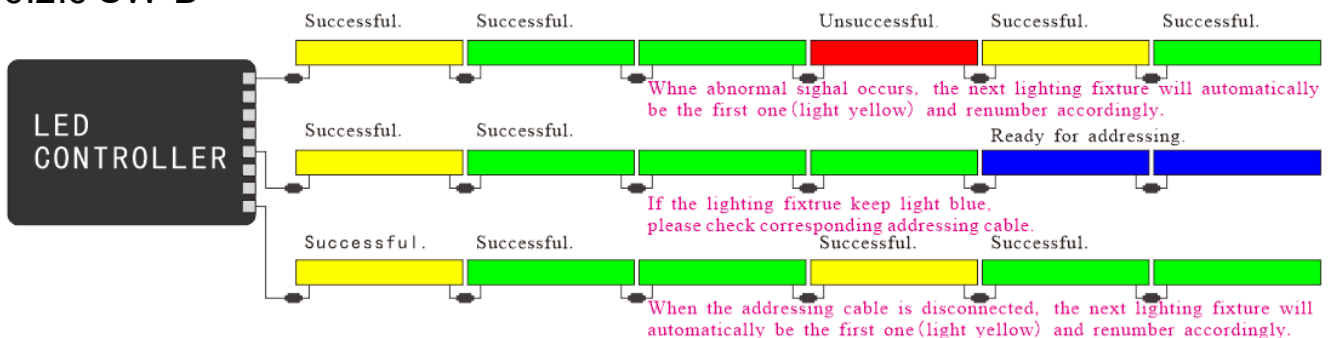 Successful. Successful. Unsuccessful. Successful. Successful.
Whne abnormal sighal occurs, the next lighting fixture will automatically
be the first one(light yellow) and renumber accordingly.
LED
CONTROLLER
Successful. Successful. Ready for addressing.
If the lighting fixtrue keep light blue,
please check corresponding addressing cable.
Successful. Successful. Successful. Successful.
When the addressing cable is disconnected, the next lighting fixture will
automatically be the first one(light yellow) and renumber accordingly.